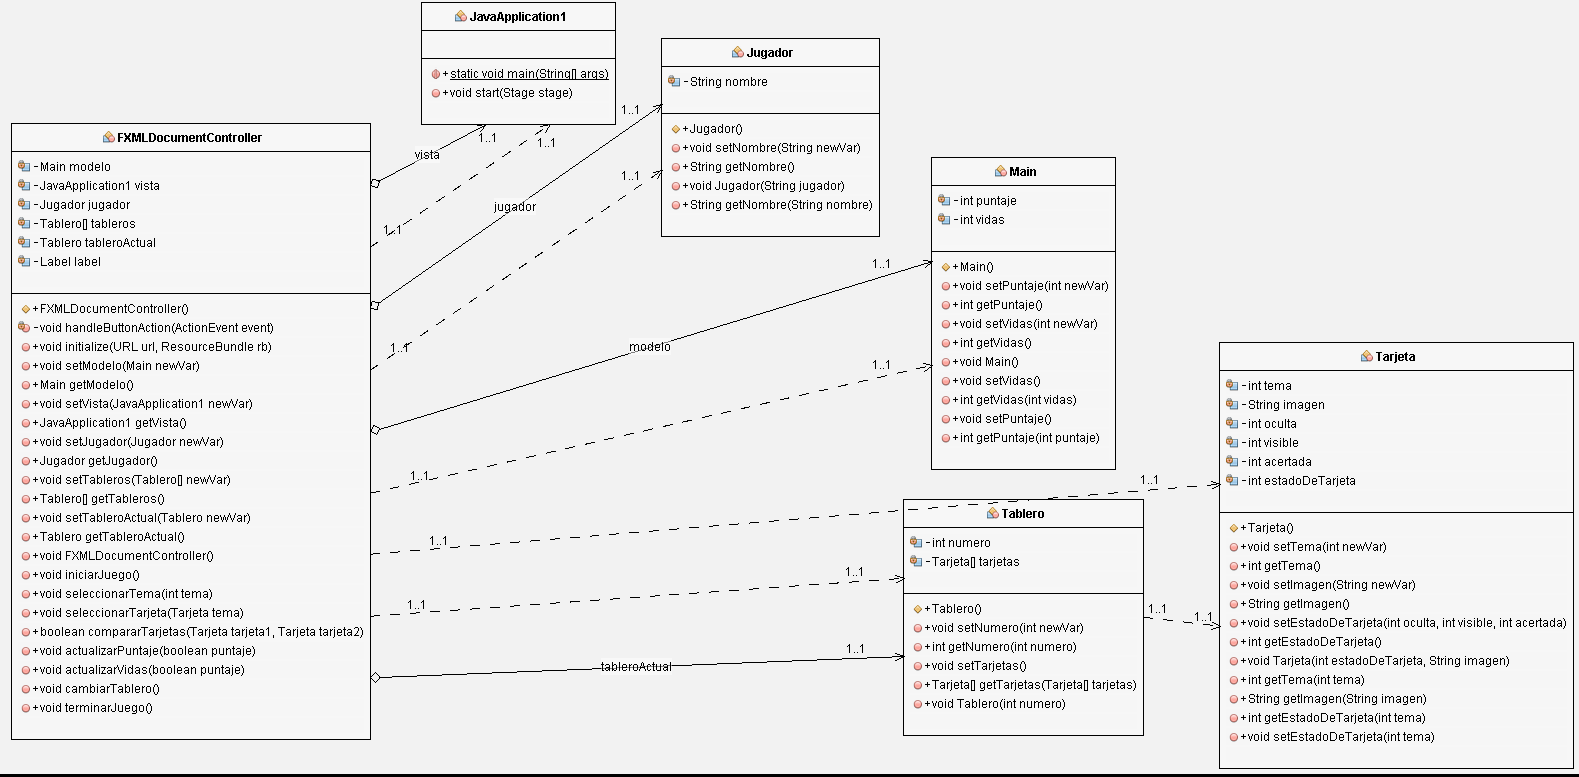 JavaApplication1
+static void main(String[] args)
+void start(Stage stage)
Jugador
-String nombre
+Jugador()
+void setNombre(String newVar)
+String getNombre()
+void Jugador(String jugador)
+String getNombre(String nombre)
FXMLDocumentController
-Main modelo
-JavaApplication1 vista
-Jugador jugador
-Tablero[] tableros
-Tablero tableroActual
-Label label
+FXMLDocumentController()
-void handleButtonAction(ActionEvent event)
+void initialize(URL url, ResourceBundle rb)
+void setModelo(Main newVar)
+Main getModelo()
+void setVista(JavaApplication1 newVar)
+JavaApplication1 getVista()
+void setJugador(Jugador newVar)
+Jugador getJugador()
+void setTableros(Tablero[] newVar)
+Tablero[] getTableros()
+void setTableroActual(Tablero newVar)
+Tablero getTableroActual()
+void FXMLDocumentController()
+void iniciarJuego()
+void seleccionarTema(int tema)
+void seleccionarTarjeta(Tarjeta tema)
+boolean compararTarjetas(Tarjeta tarjeta1, Tarjeta tarjeta2)
+void actualizarPuntaje(boolean puntaje)
+void actualizarVidas(boolean puntaje)
+void cambiarTablero()
+void terminarJuego()
vista
1..1
1..1
1..1
jugador
1..1
1..1
1..1
modelo
1..1
1..1
1..1
1..1
1..1
1..1
1..1
tableroActual
1..1
1..1
1..1
Main
-int puntaje
-int vidas
+Main()
+void setPuntaje(int newVar)
+int getPuntaje()
+void setVidas(int newVar)
+int getVidas()
+void Main()
+void setVidas()
+int getVidas(int vidas)
+void setPuntaje()
+int getPuntaje(int puntaje)
Tablero
-int numero
-Tarjeta[] tarjetas
+Tablero()
+void setNumero(int newVar)
+int getNumero(int numero)
+void setTarjetas()
+Tarjeta[] getTarjetas(Tarjeta[] tarjetas)
+void Tablero(int numero)
Tarjeta
-int tema
-String imagen
-int oculta
-int visible
-int acertada
-int estadoDeTarjeta
+Tarjeta()
+void setTema(int newVar)
+int getTema()
+void setImagen(String newVar)
+String getImagen()
+void setEstadoDeTarjeta(int oculta, int visible, int acertada)
+int getEstadoDeTarjeta()
+void Tarjeta(int estadoDeTarjeta, String imagen)
+int getTema(int tema)
+String getImagen(String imagen)
+int getEstadoDeTarjeta(int tema)
+void setEstadoDeTarjeta(int tema)